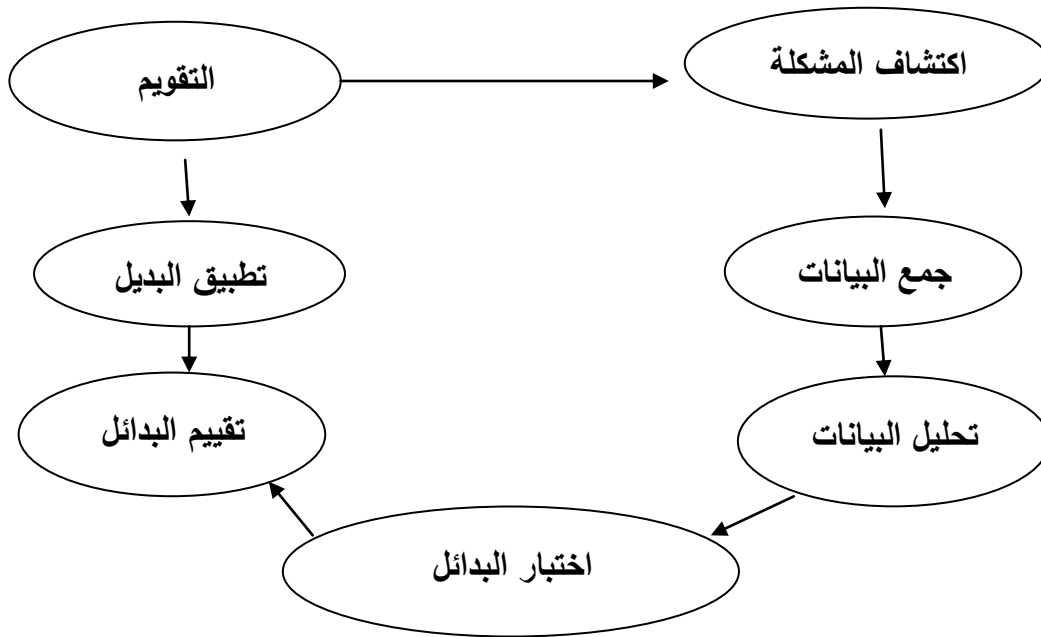 اكتشاف المشكلة
التقويم
جمع البيانات
تطبيق البديل
تحليل البيانات
تقييم البدائل
اختبار البدائل